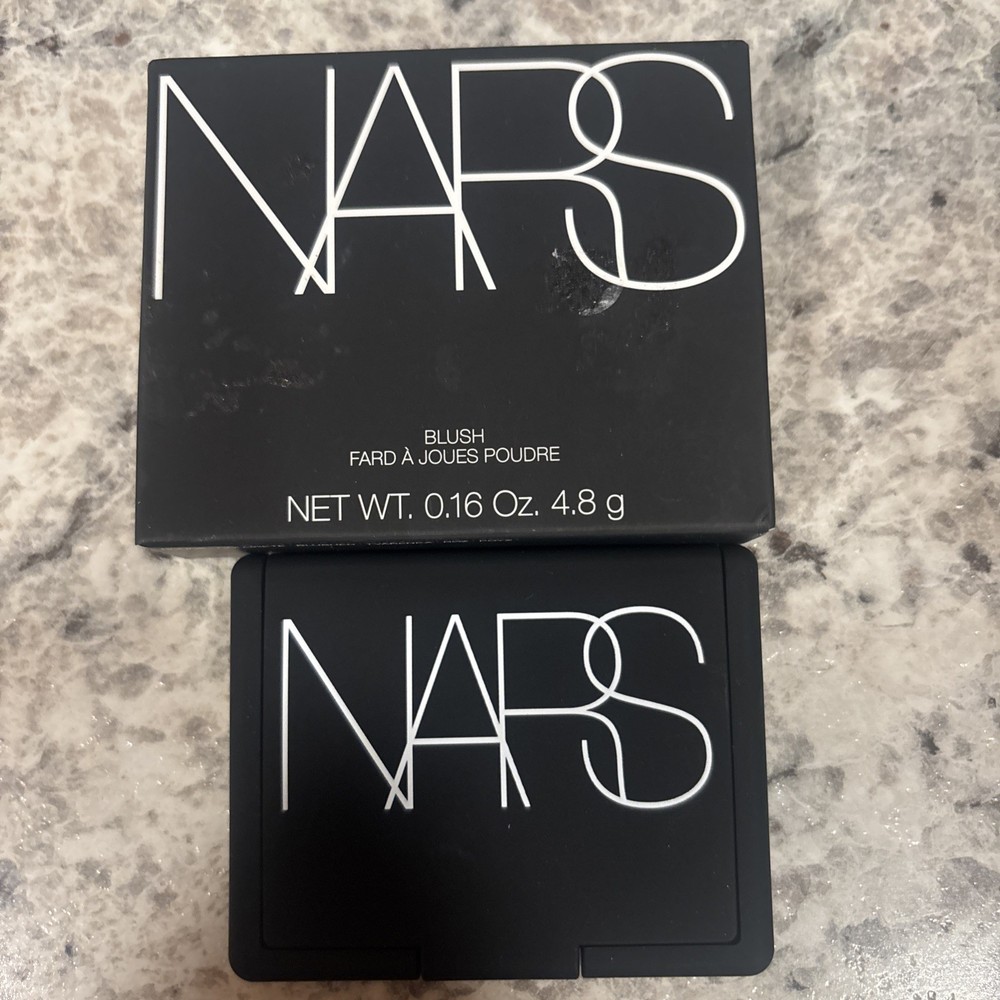 NARS
BLUSH
FARD À JOUES POUDRE
NET WT. 0.16 Oz. 4.8 g
NARS